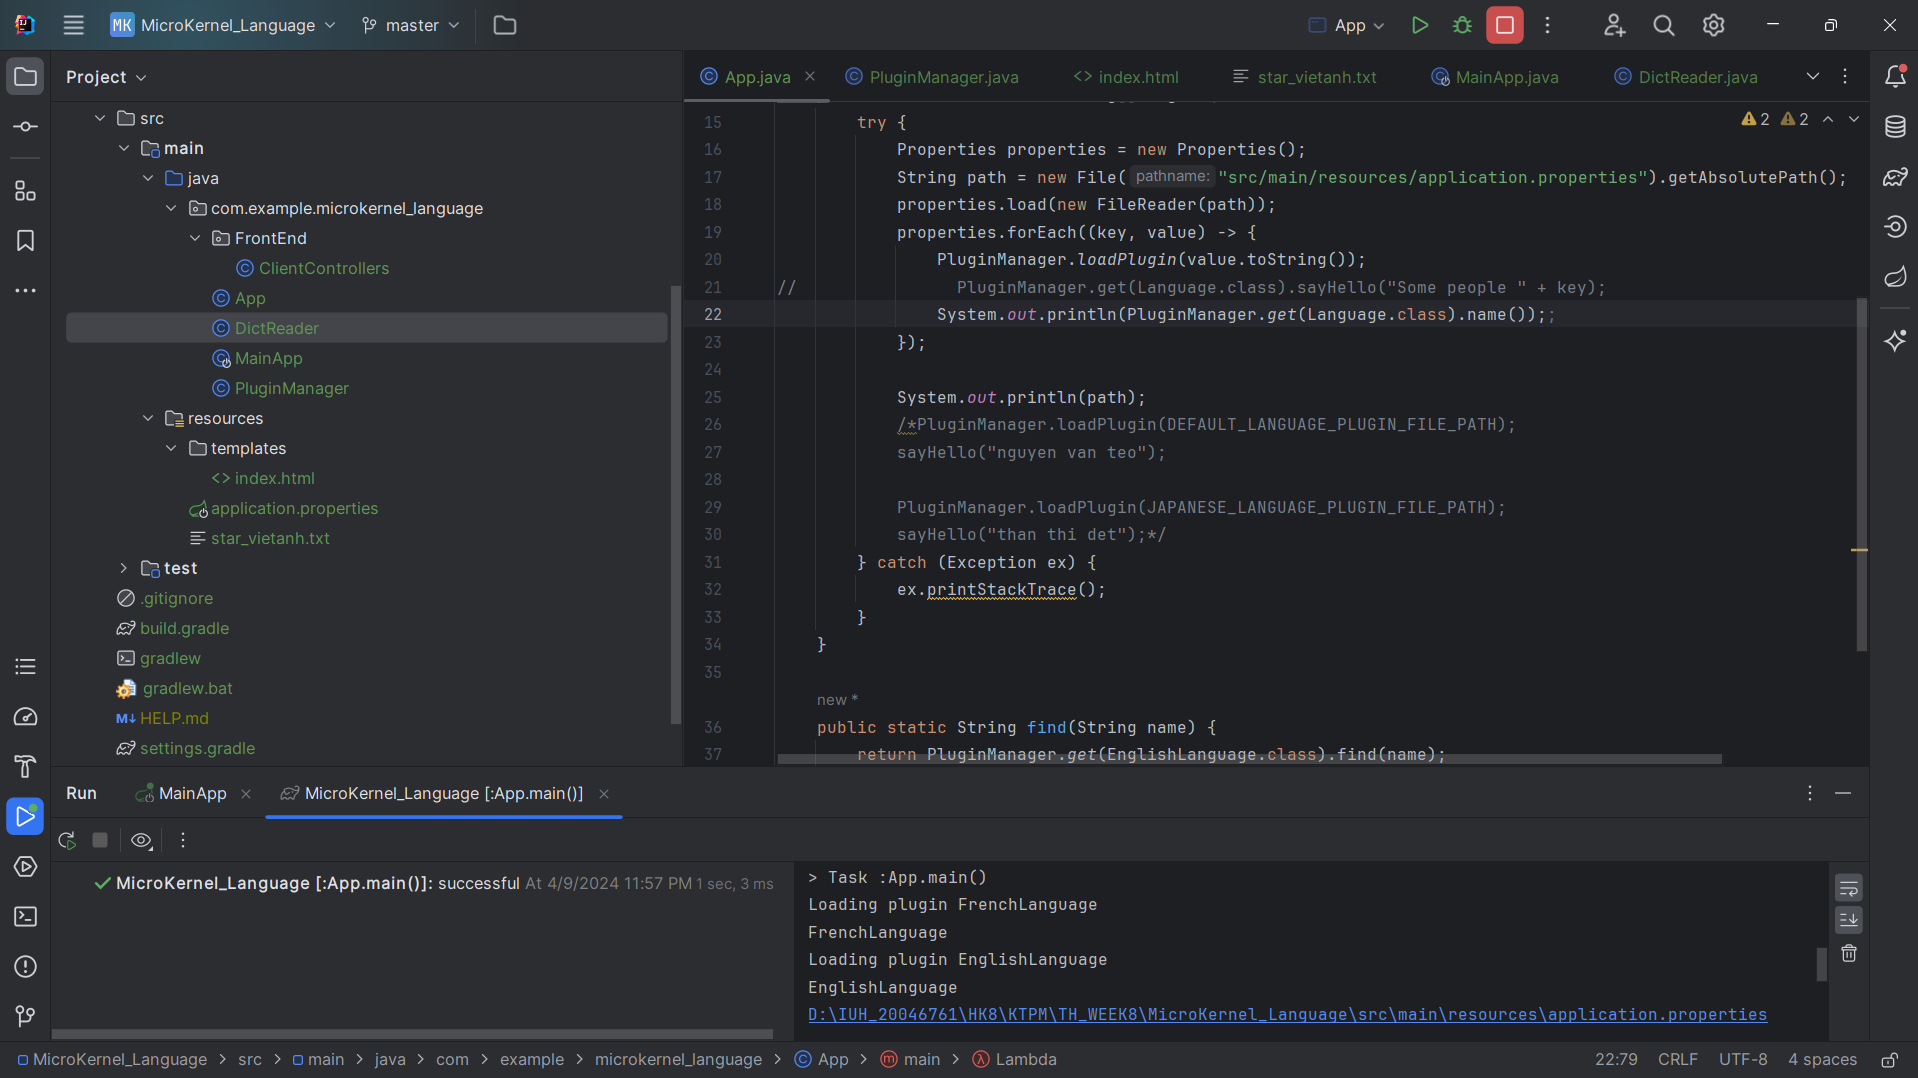 MK MicroKernel_Language master App
Project
src
main
java
com.example.microkernel_language
FrontEnd
ClientControllers
App
DictReader
MainApp
PluginManager
resources
templates
index.html
application.properties
star_vietanh.txt
test
.gitignore
build.gradle
gradlew
gradlew.bat
M↓ HELP.md
settings.gradle
App.java PluginManager.java index.html star_vietanh.txt MainApp.java DictReader.java
2 2
15 try {
16 Properties properties = new Properties();
17 String path = new File( pathname: "src/main/resources/application.properties").getAbsolutePath();
18 properties.load(new FileReader(path));
19 properties.forEach((key, value) -> {
20 PluginManager.loadPlugin(value.toString());
21 // PluginManager.get(Language.class).sayHello("Some people " + key);
22 System.out.println(PluginManager.get(Language.class).name());;
23 });
24
25 System.out.println(path);
26 /*PluginManager.loadPlugin(DEFAULT_LANGUAGE_PLUGIN_FILE_PATH);
27 sayHello("nguyen van teo");
28
29 PluginManager.loadPlugin(JAPANESE_LANGUAGE_PLUGIN_FILE_PATH);
30 sayHello("than thi det");*/
31 } catch (Exception ex) {
32 ex.printStackTrace();
33 }
34 }
35
new *
36 public static String find(String name) {
37 return PluginManager.get(EnglishLanguage.class).find(name);
Run MainApp MicroKernel_Language [:App.main()]
MicroKernel_Language [:App.main()]: successful At 4/9/2024 11:57 PM 1 sec, 3 ms
> Task :App.main()
Loading plugin FrenchLanguage
FrenchLanguage
Loading plugin EnglishLanguage
EnglishLanguage
D:\IUH_20046761\HK8\KTPM\TH_WEEK8\MicroKernel_Language\src\main\resources\application.properties
MicroKernel_Language > src > main > java > com > example > microkernel_language > App > main > Lambda
22:79 CRLF UTF-8 4 spaces